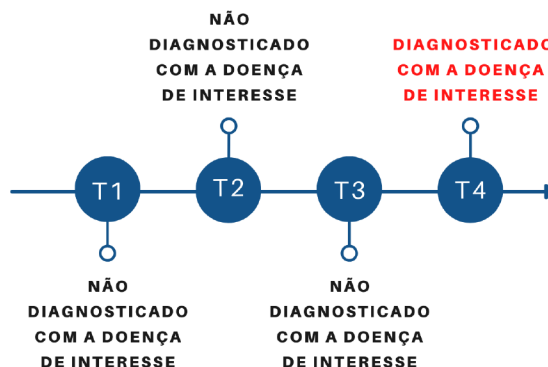 NÃO
DIAGNOSTICADO
COM A DOENÇA
DE INTERESSE
DIAGNOSTICADO
COM A DOENÇA
DE INTERESSE
T1
T2
T3
T4
NÃO
DIAGNOSTICADO
COM A DOENÇA
DE INTERESSE
NÃO
DIAGNOSTICADO
COM A DOENÇA
DE INTERESSE